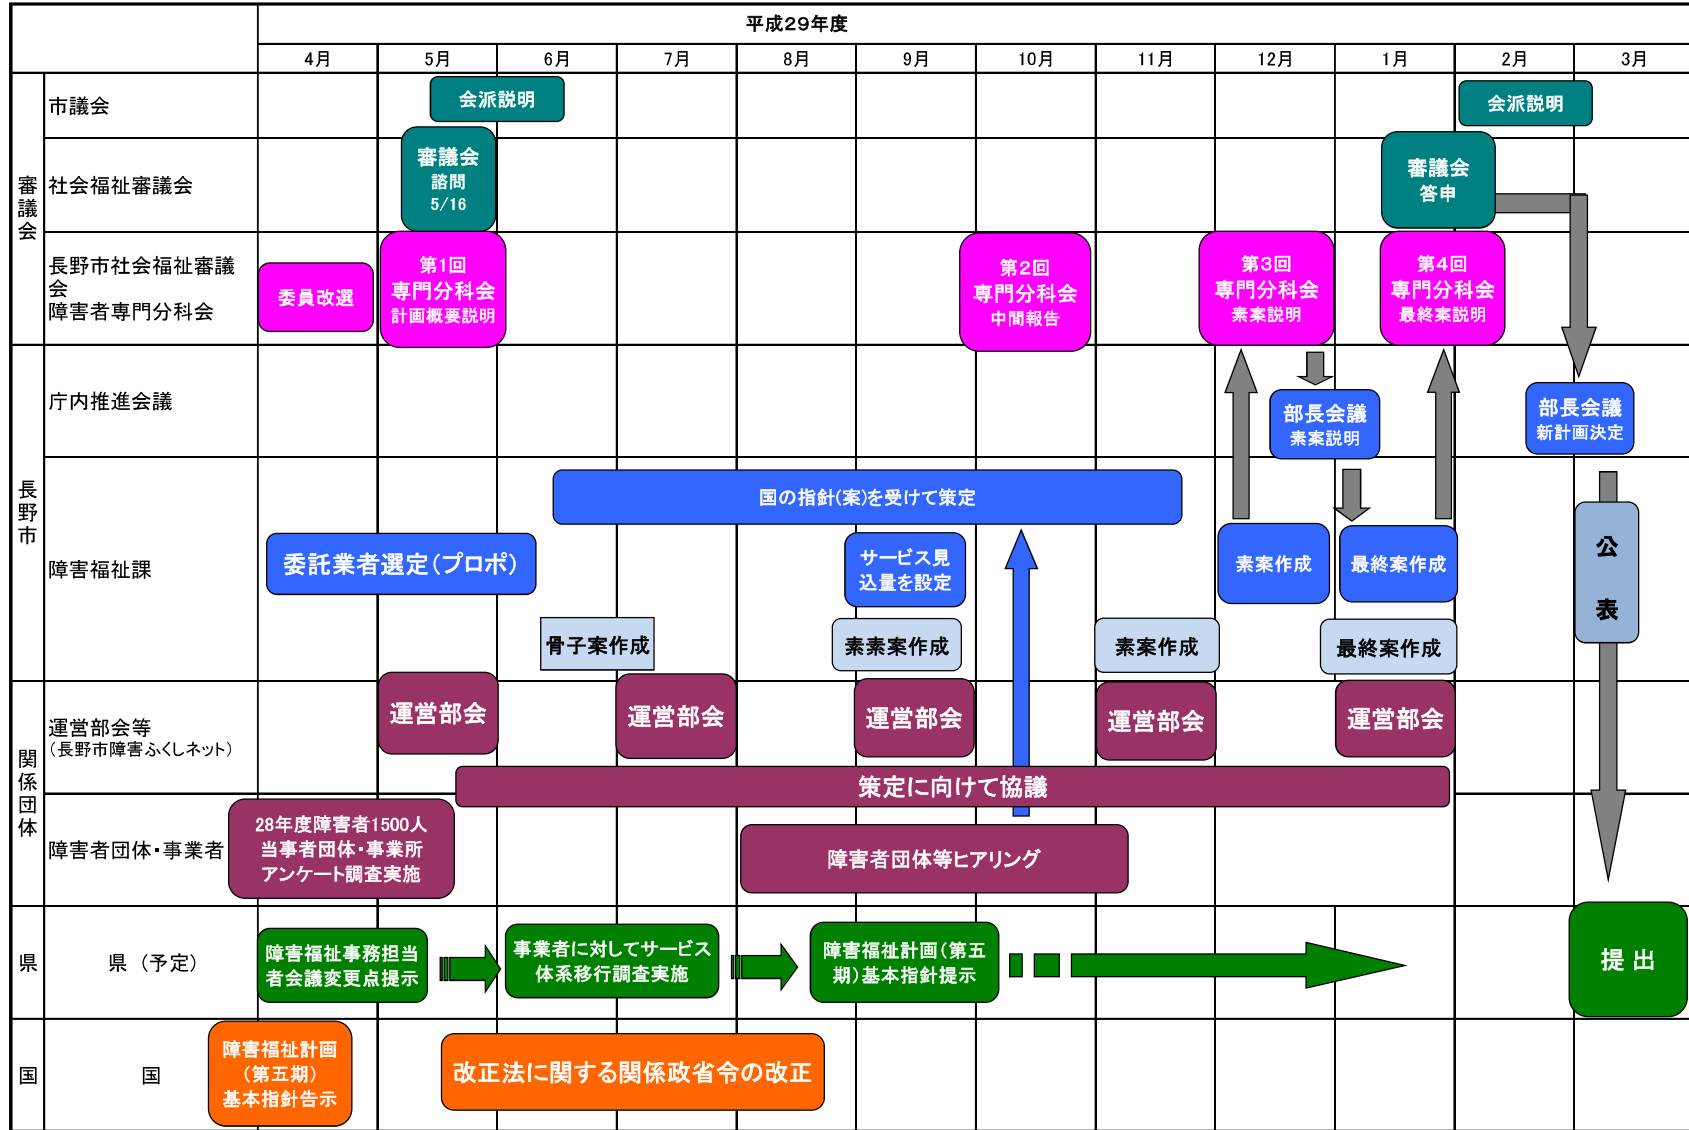 平成29年度
4月 5月 6月 7月 8月 9月 10月 11月 12月 1月 2月 3月
審議会
市議会
会派説明
会派説明
社会福祉審議会
審議会
諮問
5/16
審議会
答申
長野市社会福祉審議
会
障害者専門分科会
委員改選
第1回
専門分科会
計画概要説明
第2回
専門分科会
中間報告
第3回
専門分科会
素案説明
第4回
専門分科会
最終案説明
長野市
庁内推進会議
部長会議
素案説明
部長会議
新計画決定
障害福祉課
国の指針(案)を受けて策定
委託業者選定(プロポ)
サービス見
込量を設定
素案作成
最終案作成
公
表
骨子案作成
素素案作成
素案作成
最終案作成
関係団体
運営部会等
(長野市障害ふくしネット)
運営部会
運営部会
運営部会
運営部会
運営部会
策定に向けて協議
障害者団体・事業者
28年度障害者1500人
当事者団体・事業所
アンケート調査実施
障害者団体等ヒアリング
県
県 (予定)
障害福祉事務担当
者会議変更点提示
事業者に対してサービス
体系移行調査実施
障害福祉計画(第五
期)基本指針提示
提出
国
国
障害福祉計画
(第五期)
基本指針告示
改正法に関する関係政省令の改正